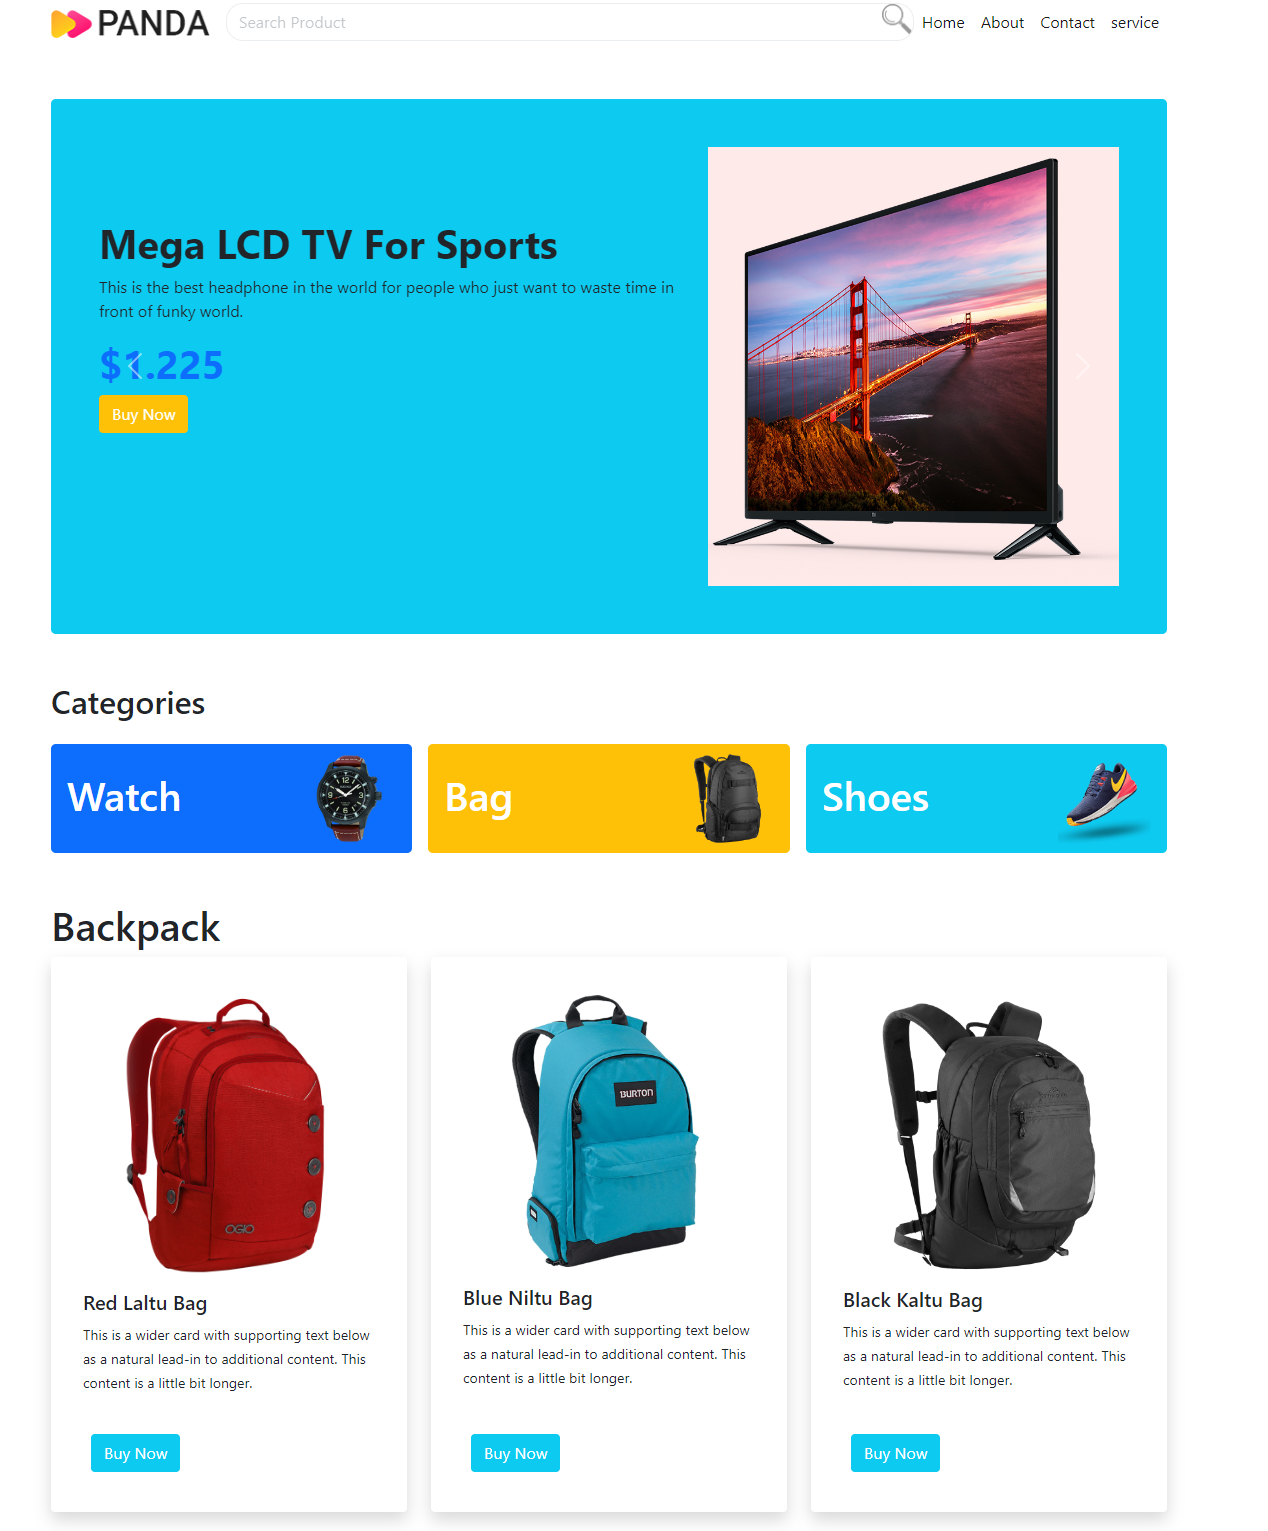 PANDA
Search Product
Home About Contact service
Mega LCD TV For Sports
This is the best headphone in the world for people who just want to waste time in
front of funky world.
$1.225
Buy Now
Categories
Watch
Bag
Shoes
Backpack
OGIO
Red Laltu Bag
This is a wider card with supporting text below
as a natural lead-in to additional content. This
content is a little bit longer.
Buy Now
BURTON
Blue Niltu Bag
This is a wider card with supporting text below
as a natural lead-in to additional content. This
content is a little bit longer.
Buy Now
Black Kaltu Bag
This is a wider card with supporting text below
as a natural lead-in to additional content. This
content is a little bit longer.
Buy Now